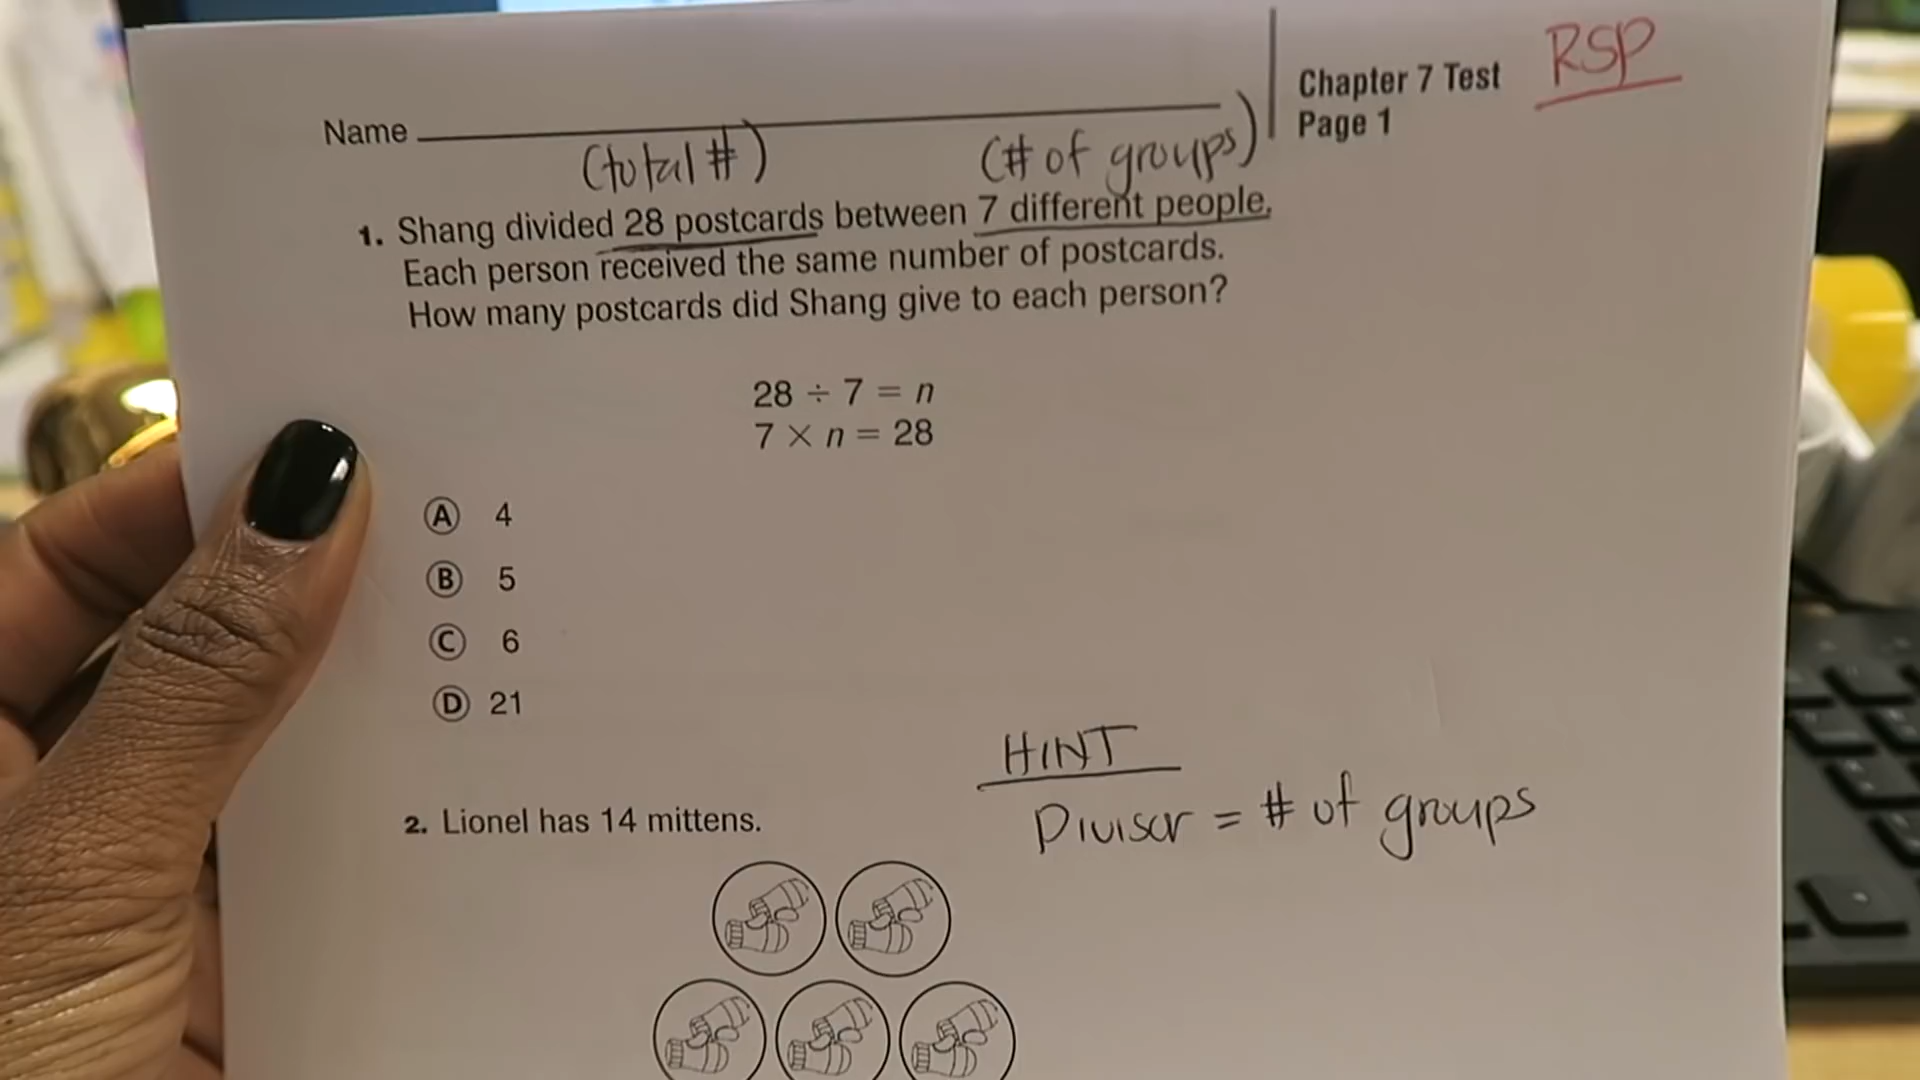 RSP
Chapter 7 Test
Page 1
Name
(total #) (# of groups)
1. Shang divided 28 postcards between 7 different people.
Each person received the same number of postcards.
How many postcards did Shang give to each person?
28 ÷ 7 = n
7 × n = 28
A 4
B 5
C 6
D 21
HINT
Divisor = # of groups
2. Lionel has 14 mittens.